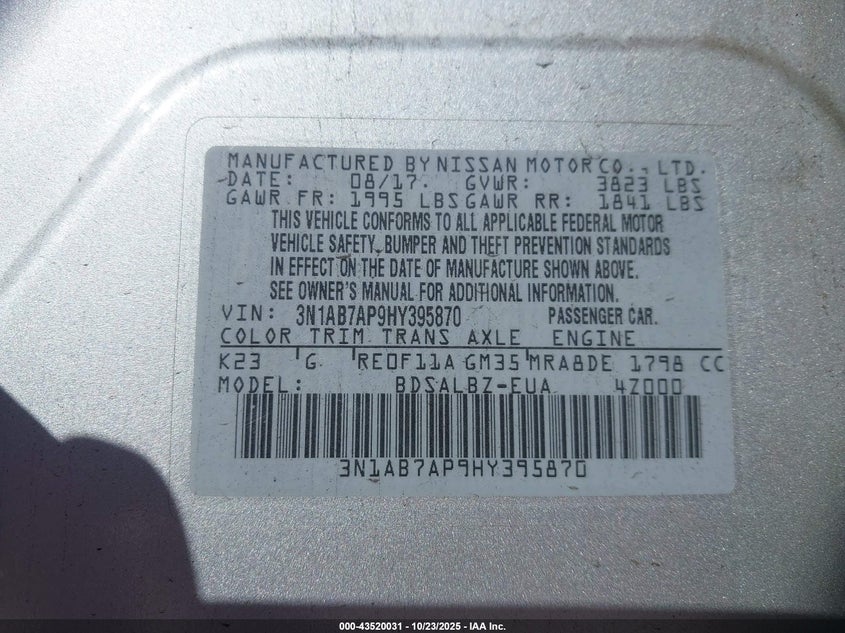 MANUFACTURED BY NISSAN MOTOR CO., LTD.
DATE: 08/17. GVWR: 3823 LBS
GAWR FR: 1995 LBS GAWR RR: 1841 LBS
THIS VEHICLE CONFORMS TO ALL APPLICABLE FEDERAL MOTOR
VEHICLE SAFETY, BUMPER AND THEFT PREVENTION STANDARDS
IN EFFECT ON THE DATE OF MANUFACTURE SHOWN ABOVE.
SEE OWNER'S MANUAL FOR ADDITIONAL INFORMATION.
VIN: 3N1AB7AP9HY395870 PASSENGER CAR.
COLOR TRIM TRANS AXLE ENGINE
K23 G RE0F11A GM35 MRA8DE 1798 CC
MODEL: BDSALBZ-EUA 4Z000
3N1AB7AP9HY395870
000-43520031 - 10/23/2025 - IAA Inc.